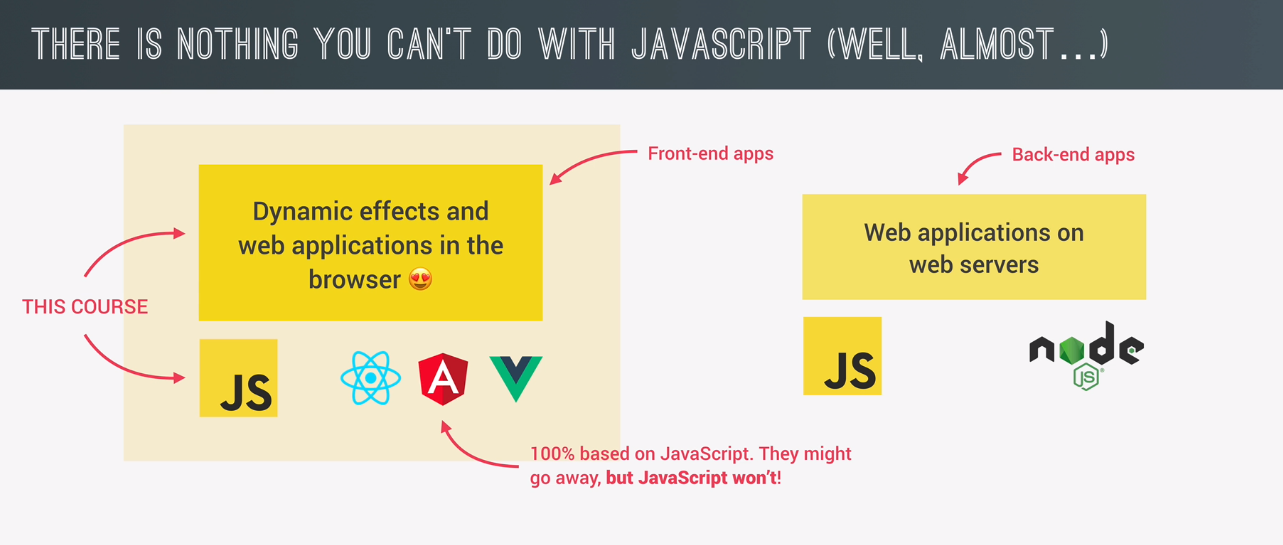 THERE IS NOTHING YOU CAN'T DO WITH JAVASCRIPT (WELL, ALMOST…)
Front-end apps
Dynamic effects and
web applications in the
browser 😍
THIS COURSE
JS
A
100% based on JavaScript. They might
go away, but JavaScript won't!
Back-end apps
Web applications on
web servers
JS
node
JS